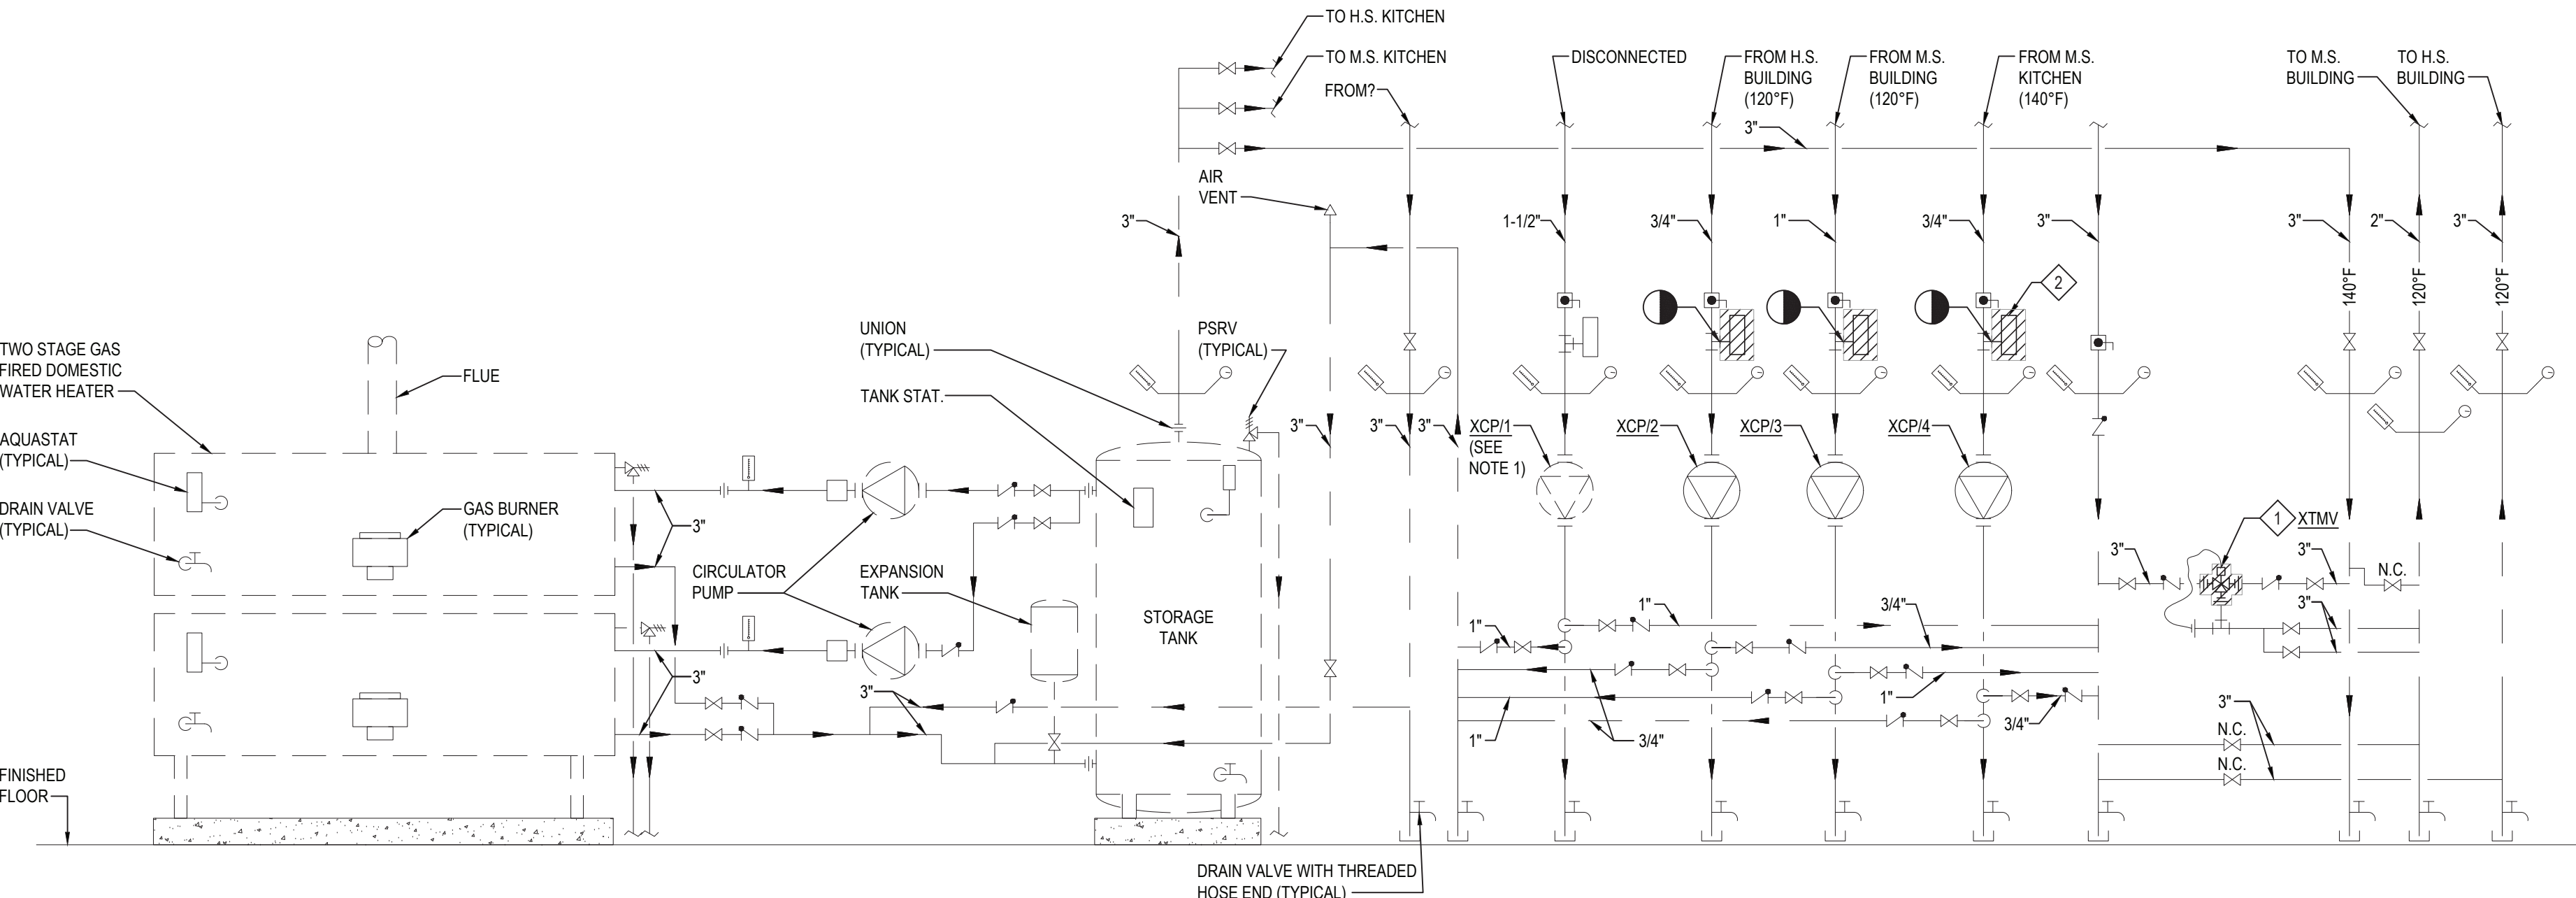 TO H.S. KITCHEN
TO M.S. KITCHEN
FROM?
DISCONNECTED
FROM H.S.
BUILDING
(120°F)
FROM M.S.
BUILDING
(120°F)
FROM M.S.
KITCHEN
(140°F)
TO M.S.
BUILDING
TO H.S.
BUILDING
3"
AIR
VENT
3"
1-1/2"
3/4"
1"
3/4"
3"
3"
2"
3"
140°F
120°F
120°F
2
UNION
(TYPICAL)
PSRV
(TYPICAL)
TANK STAT.
TWO STAGE GAS
FIRED DOMESTIC
WATER HEATER
FLUE
AQUASTAT
(TYPICAL)
DRAIN VALVE
(TYPICAL)
GAS BURNER
(TYPICAL)
3"
3"
3"
3"
XCP/1
(SEE
NOTE 1)
XCP/2
XCP/3
XCP/4
1
XTMV
3"
3"
N.C.
3"
CIRCULATOR
PUMP
EXPANSION
TANK
STORAGE
TANK
1"
1"
3/4"
3"
3"
1"
1"
3/4"
3/4"
3"
N.C.
N.C.
FINISHED
FLOOR
DRAIN VALVE WITH THREADED
HOSE END (TYPICAL)